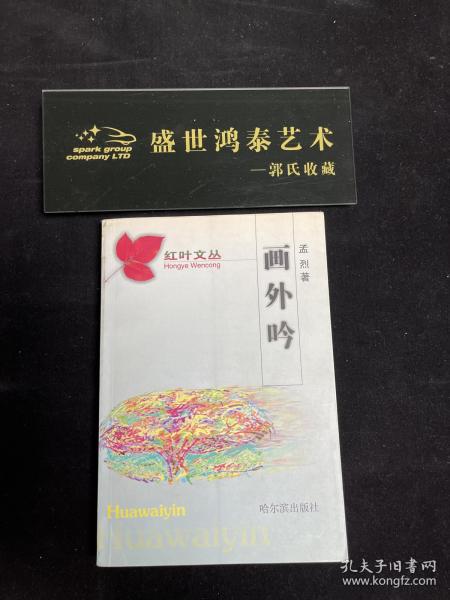 盛世鸿泰艺术
spark group
company LTD
—郭氏收藏
红叶文丛
Hongye Wencong
画外吟
孟烈著
Huawaiyin
Huawaiyin
哈尔滨出版社
孔夫子旧书网
www.kongfz.com